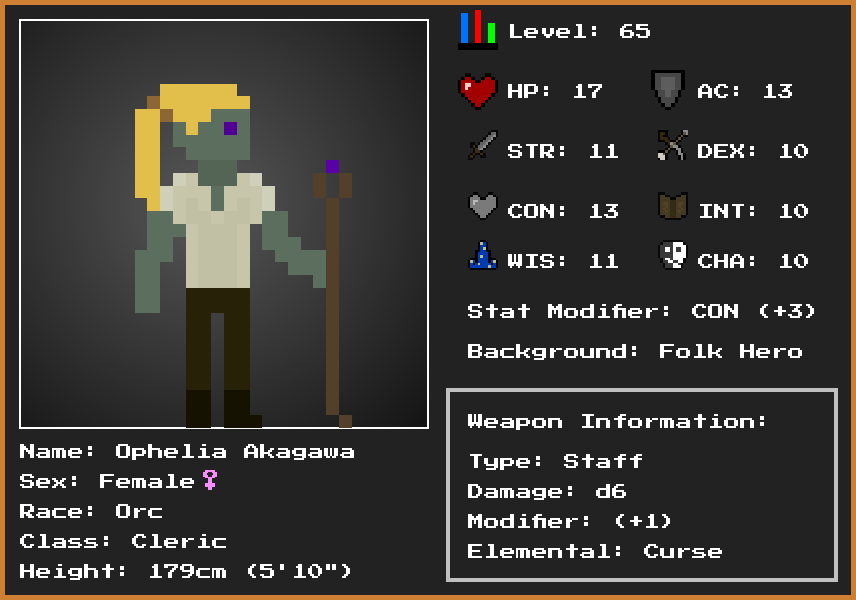 Level: 65
HP: 17
AC: 13
STR: 11
DEX: 10
CON: 13
INT: 10
WIS: 11
CHA: 10
Stat Modifier: CON (+3)
Background: Folk Hero
Weapon Information:
Type: Staff
Damage: d6
Modifier: (+1)
Elemental: Curse
Name: Ophelia Akagawa
Sex: Female♀
Race: Orc
Class: Cleric
Height: 179cm (5'10")